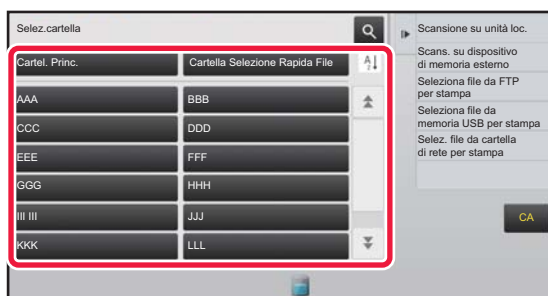 Selez.cartella
Cartel. Princ.
Cartella Selezione Rapida File
AAA
BBB
CCC
DDD
EEE
FFF
GGG
HHH
III III
JJJ
KKK
LLL
Scansione su unità loc.
Scans. su dispositivo
di memoria esterno
Seleziona file da FTP
per stampa
Seleziona file da
memoria USB per stampa
Selez. file da cartella
di rete per stampa
CA